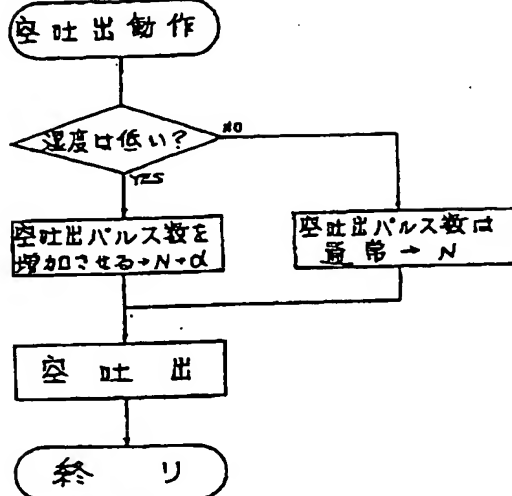 空吐出動作
湿度は低い?
NO
YES
空吐出パルス数を
増加させる→N+α
空吐出パルス数は
通常 → N
空吐出
終リ